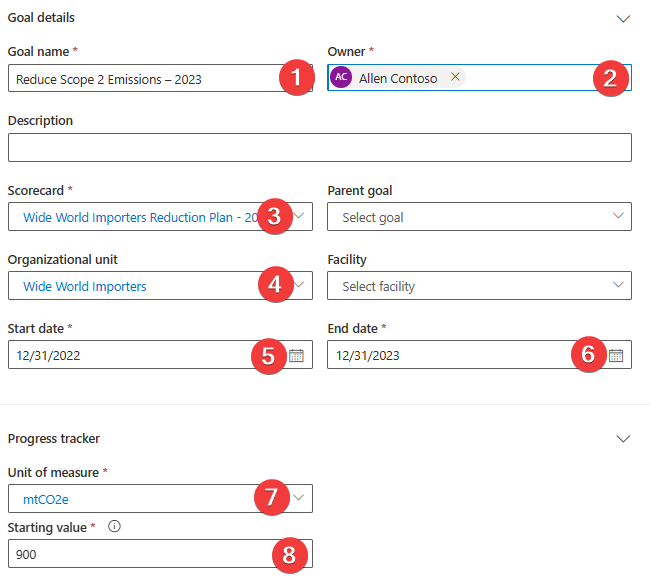 Goal details
Goal name * Owner *
Reduce Scope 2 Emissions – 2023 1 AC Allen Contoso 2
Description
Scorecard * Parent goal
Wide World Importers Reduction Plan - 20 3 Select goal
Organizational unit Facility
Wide World Importers 4 Select facility
Start date * End date *
12/31/2022 5 12/31/2023 6
Progress tracker
Unit of measure *
mtCO2e 7
Starting value *
900 8